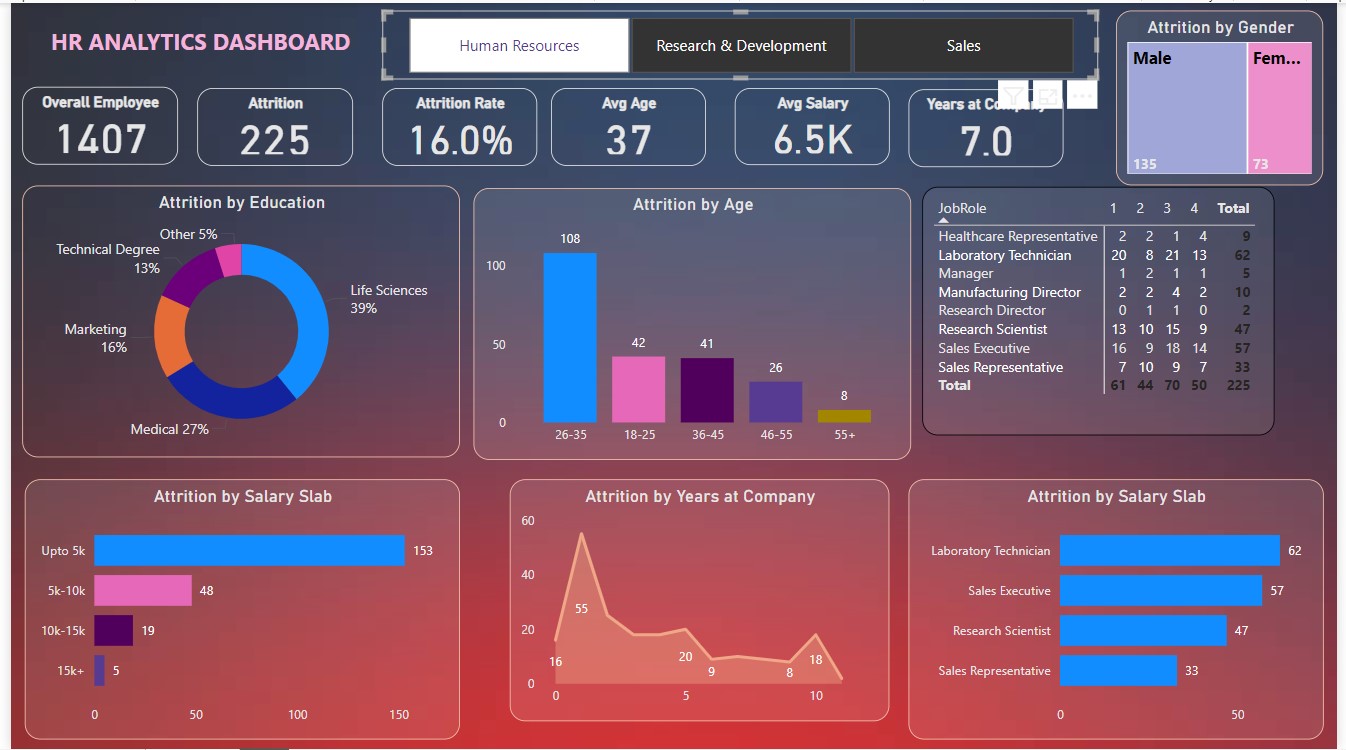 HR ANALYTICS DASHBOARD
Human Resources
Research & Development
Sales
Attrition by Gender
Male
Fem...
135
73
Overall Employee
1407
Attrition
225
Attrition Rate
16.0%
Avg Age
37
Avg Salary
6.5K
Years at
7.0
Attrition by Education
Other 5%
Technical Degree
13%
Life Sciences
39%
Marketing
16%
Medical 27%
Attrition by Age
100
50
0
108
42
41
26
8
26-35
18-25
36-45
46-55
55+
JobRole 1 2 3 4 Total
Healthcare Representative 2 2 1 4 9
Laboratory Technician 20 8 21 13 62
Manager 1 2 1 1 5
Manufacturing Director 2 2 4 2 10
Research Director 0 1 1 0 2
Research Scientist 13 10 15 9 47
Sales Executive 16 9 18 14 57
Sales Representative 7 10 9 7 33
Total 61 44 70 50 225
Attrition by Salary Slab
Upto 5k 153
5k-10k 48
10k-15k 19
15k+ 5
0 50 100 150
Attrition by Years at Company
60
40
20
0
16
55
20
9
8
18
0 5 10
Attrition by Salary Slab
Laboratory Technician 62
Sales Executive 57
Research Scientist 47
Sales Representative 33
0 50